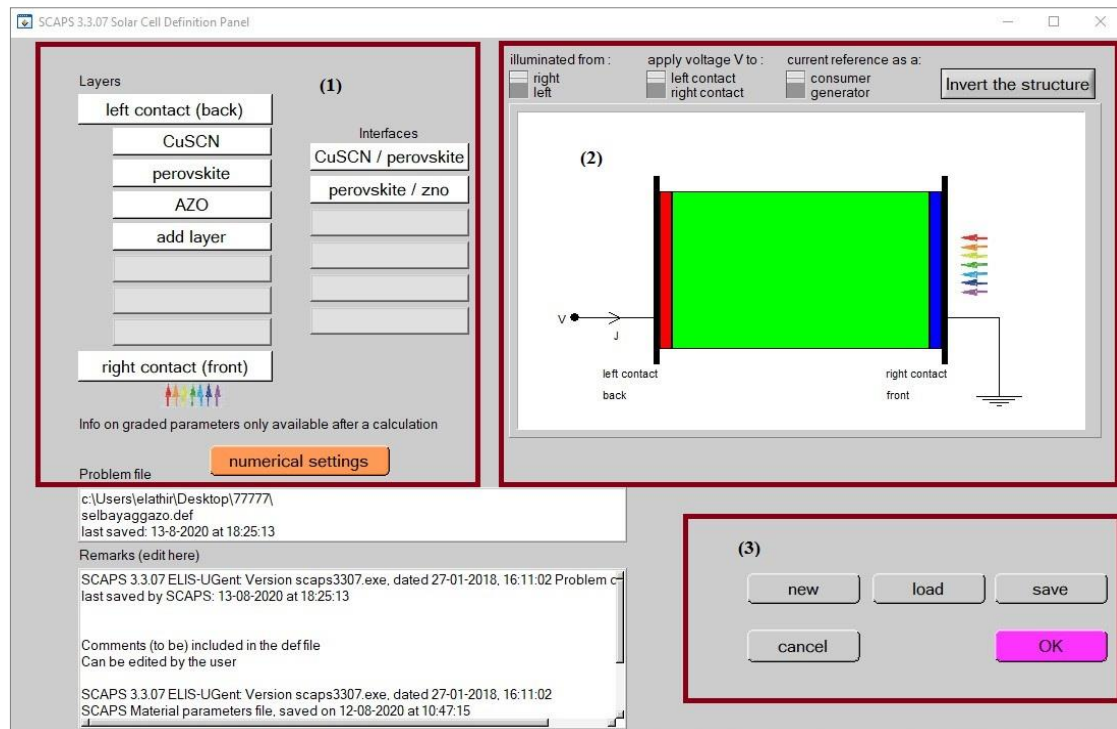 SCAPS 3.3.07 Solar Cell Definition Panel
Layers
(1)
left contact (back)
CuSCN
perovskite
AZO
add layer
right contact (front)
Interfaces
CuSCN / perovskite
perovskite / zno
Info on graded parameters only available after a calculation
numerical settings
illuminated from :
right
left
apply voltage V to :
left contact
right contact
current reference as a:
consumer
generator
Invert the structure
(2)
V
J
left contact
back
right contact
front
Problem file
c:\Users\elathir\Desktop\77777\
selbayaggazo.def
last saved: 13-8-2020 at 18:25:13
Remarks (edit here)
SCAPS 3.3.07 ELIS-UGent: Version scaps3307.exe, dated 27-01-2018, 16:11:02 Problem
last saved by SCAPS: 13-08-2020 at 18:25:13
Comments (to be) included in the def file
Can be edited by the user
SCAPS 3.3.07 ELIS-UGent: Version scaps3307.exe, dated 27-01-2018, 16:11:02
SCAPS Material parameters file, saved on 12-08-2020 at 10:47:15
(3)
new
load
save
cancel
OK